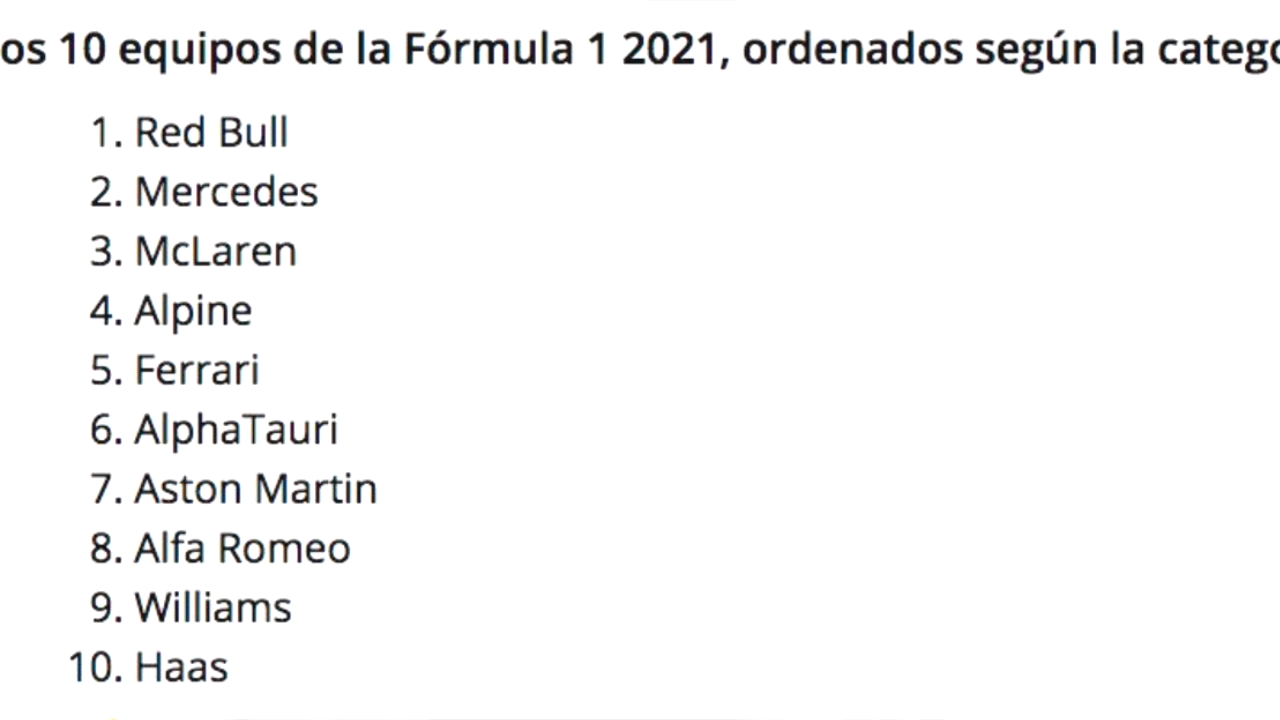 os 10 equipos de la Fórmula 1 2021, ordenados según la catego
1. Red Bull
2. Mercedes
3. McLaren
4. Alpine
5. Ferrari
6. AlphaTauri
7. Aston Martin
8. Alfa Romeo
9. Williams
10. Haas